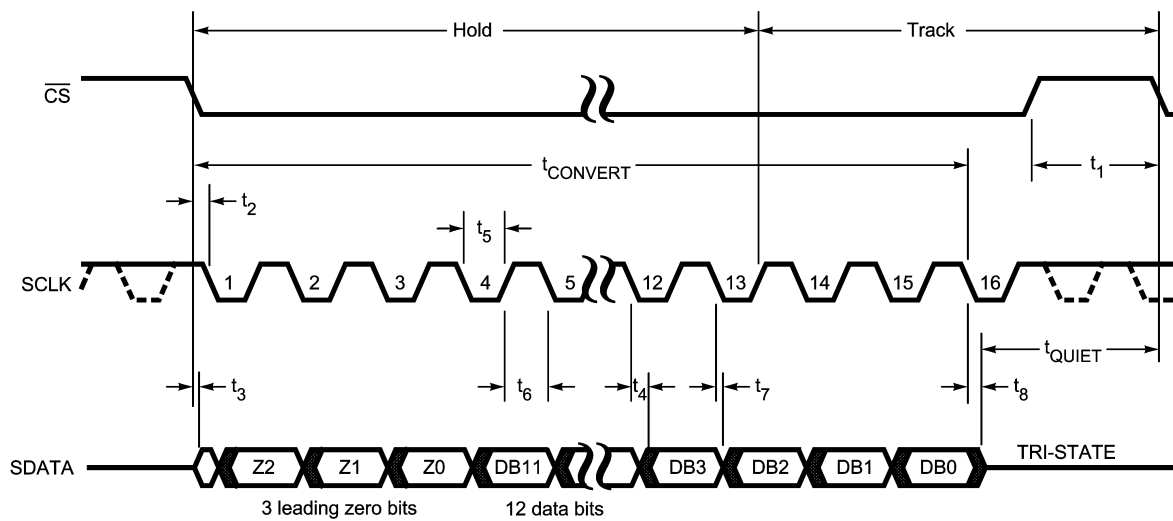 Hold Track
CS
tCONVERT t1
t2
t5
SCLK 1 2 3 4 5 12 13 14 15 16
tQUIET
t3 t6 t4 t7 t8
SDATA Z2 Z1 Z0 DB11 DB3 DB2 DB1 DB0 TRI-STATE
3 leading zero bits 12 data bits